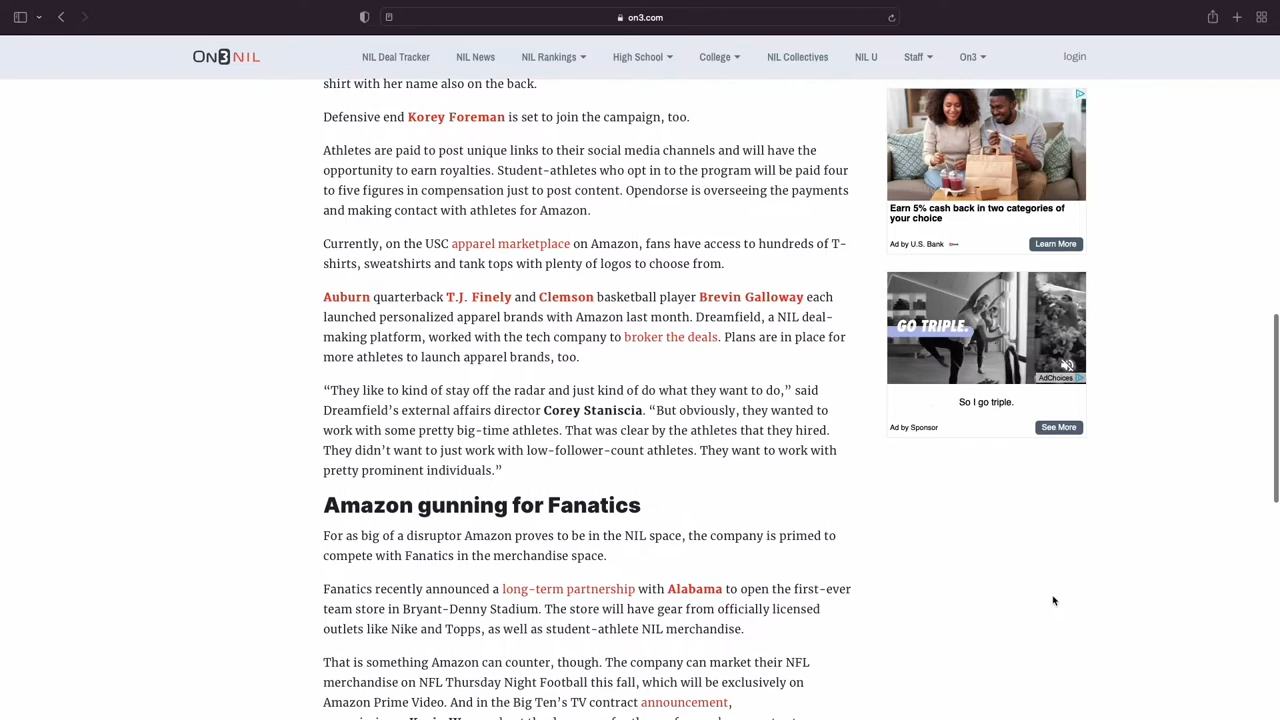 on3.com
On3 NIL
NIL Deal Tracker
NIL News
NIL Rankings
High School
College
NIL Collectives
NIL U
Staff
On3
login
shirt with her name also on the back.
Defensive end Korey Foreman is set to join the campaign, too.
Athletes are paid to post unique links to their social media channels and will have the
opportunity to earn royalties. Student-athletes who opt in to the program will be paid four
to five figures in compensation just to post content. Opendorse is overseeing the payments
and making contact with athletes for Amazon.
Currently, on the USC apparel marketplace on Amazon, fans have access to hundreds of T-
shirts, sweatshirts and tank tops with plenty of logos to choose from.
Auburn quarterback T.J. Finely and Clemson basketball player Brevin Galloway each
launched personalized apparel brands with Amazon last month. Dreamfield, a NIL deal-
making platform, worked with the tech company to broker the deals. Plans are in place for
more athletes to launch apparel brands, too.
“They like to kind of stay off the radar and just kind of do what they want to do,” said
Dreamfield’s external affairs director Corey Staniscia. “But obviously, they wanted to
work with some pretty big-time athletes. That was clear by the athletes that they hired.
They didn’t want to just work with low-follower-count athletes. They want to work with
pretty prominent individuals.”
Amazon gunning for Fanatics
For as big of a disruptor Amazon proves to be in the NIL space, the company is primed to
compete with Fanatics in the merchandise space.
Fanatics recently announced a long-term partnership with Alabama to open the first-ever
team store in Bryant-Denny Stadium. The store will have gear from officially licensed
outlets like Nike and Topps, as well as student-athlete NIL merchandise.
That is something Amazon can counter, though. The company can market their NFL
merchandise on NFL Thursday Night Football this fall, which will be exclusively on
Amazon Prime Video. And in the Big Ten’s TV contract announcement,
Earn 5% cash back in two categories of
your choice
Ad by U.S. Bank
Learn More
GO TRIPLE.
AdChoices
So I go triple.
Ad by Sponsor
See More